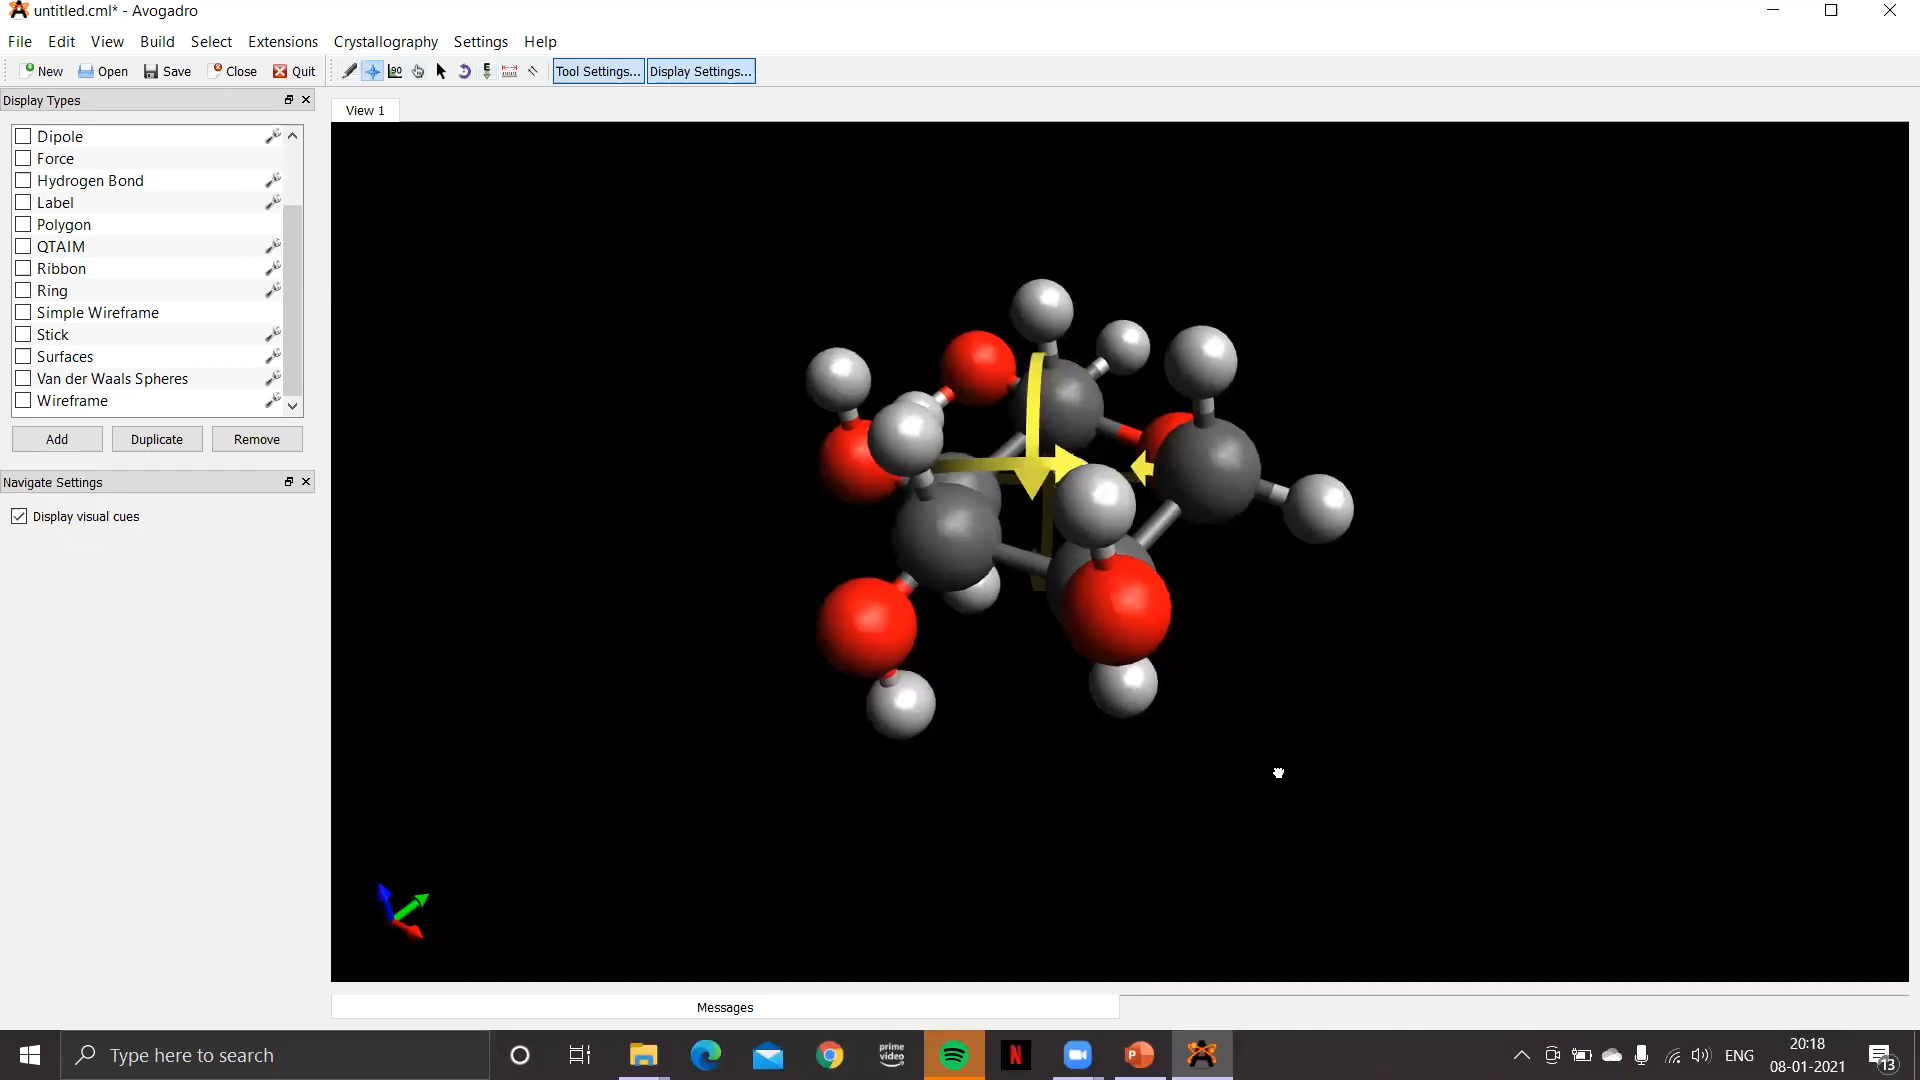 untitled.cml* - Avogadro
File Edit View Build Select Extensions Crystallography Settings Help
New Open Save Close Quit Tool Settings... Display Settings...
Display Types
Dipole
Force
Hydrogen Bond
Label
Polygon
QTAIM
Ribbon
Ring
Simple Wireframe
Stick
Surfaces
Van der Waals Spheres
Wireframe
Add Duplicate Remove
Navigate Settings
Display visual cues
View 1
Messages
Type here to search
prime video
ENG
20:18
08-01-2021
13